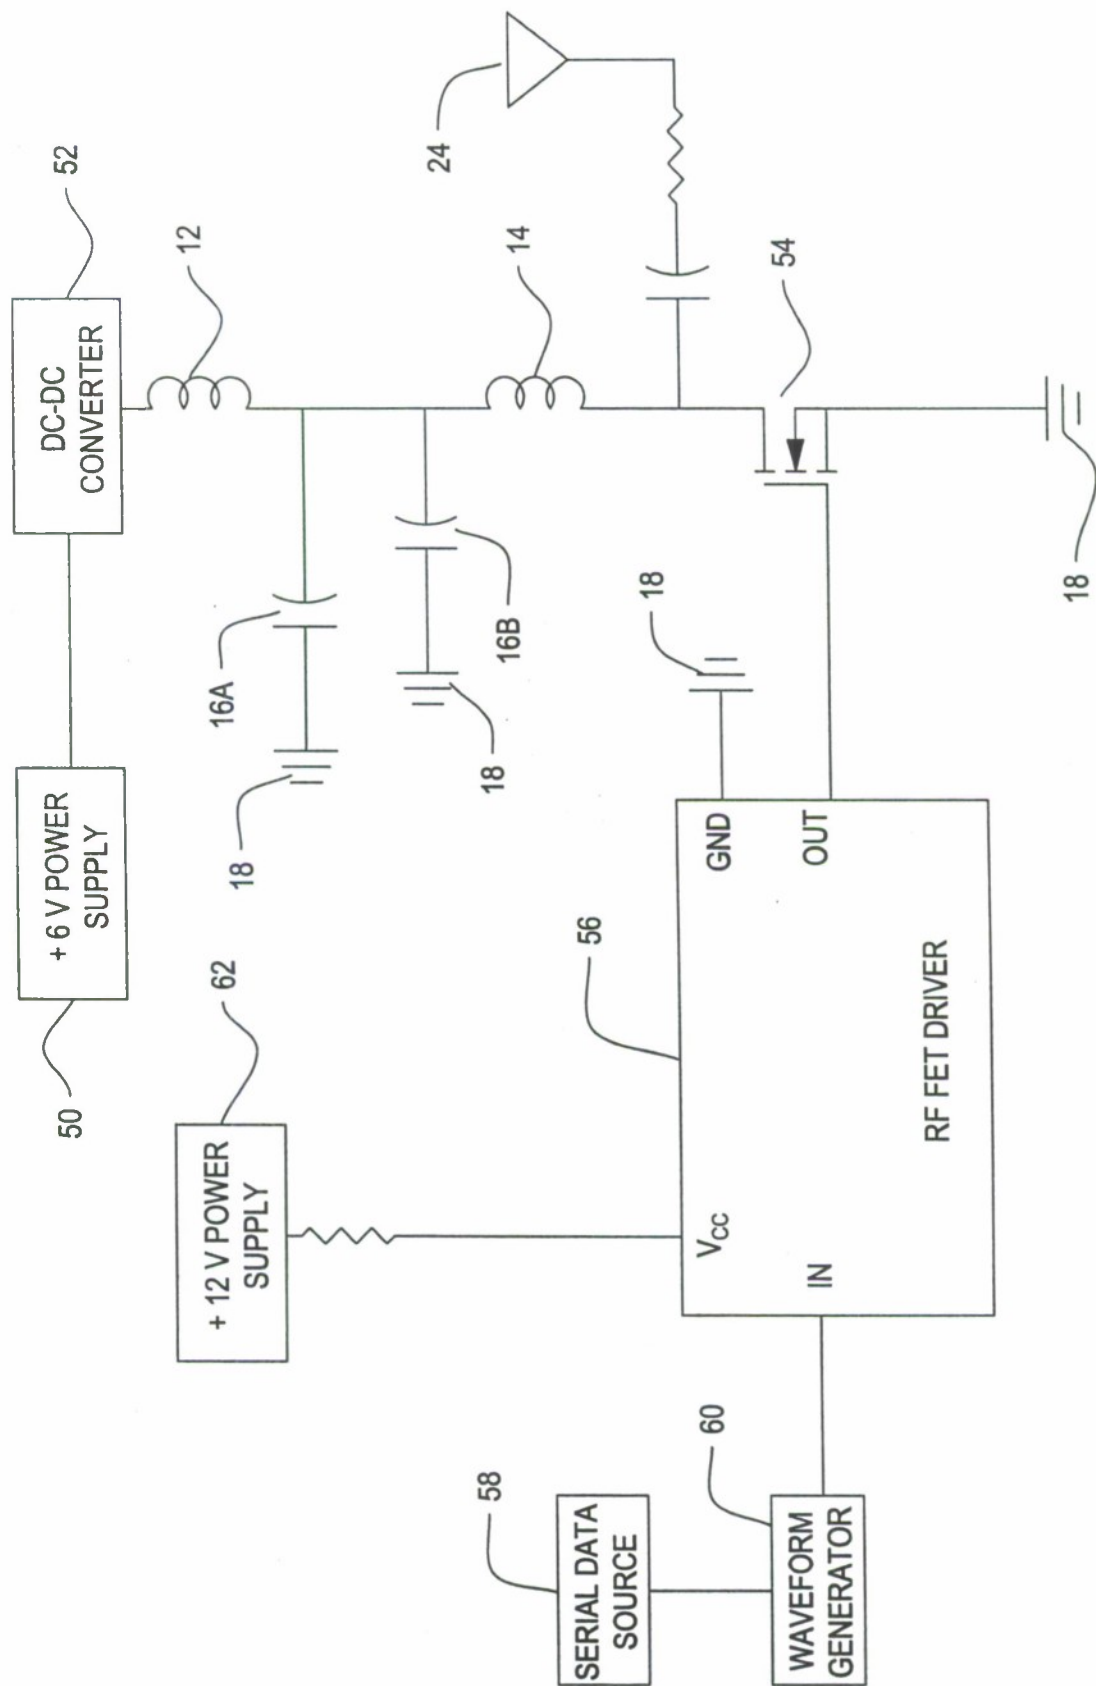 + 6 V POWER
SUPPLY
50
DC-DC
CONVERTER
52
12
16A
18
16B
18
14
24
54
18
+ 12 V POWER
SUPPLY
62
56
VCC
IN
GND
OUT
18
RF FET DRIVER
SERIAL DATA
SOURCE
58
WAVEFORM
GENERATOR
60